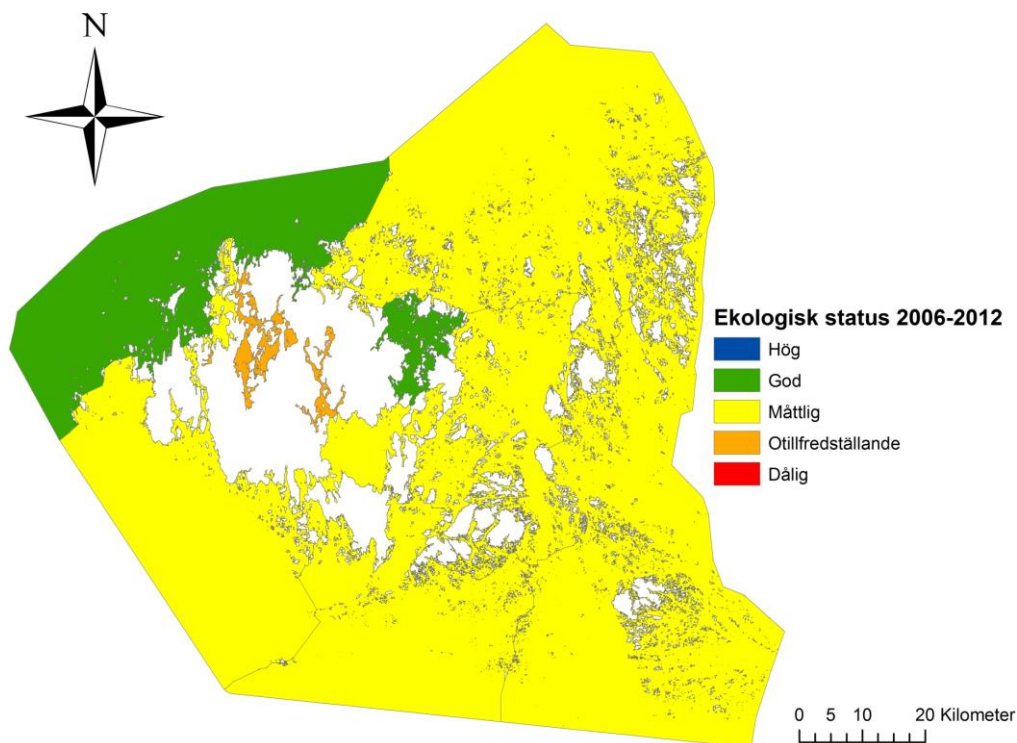 N
Ekologisk status 2006-2012
Hög
God
Måttlig
Otillfredställande
Dålig
0 5 10 20 Kilometer